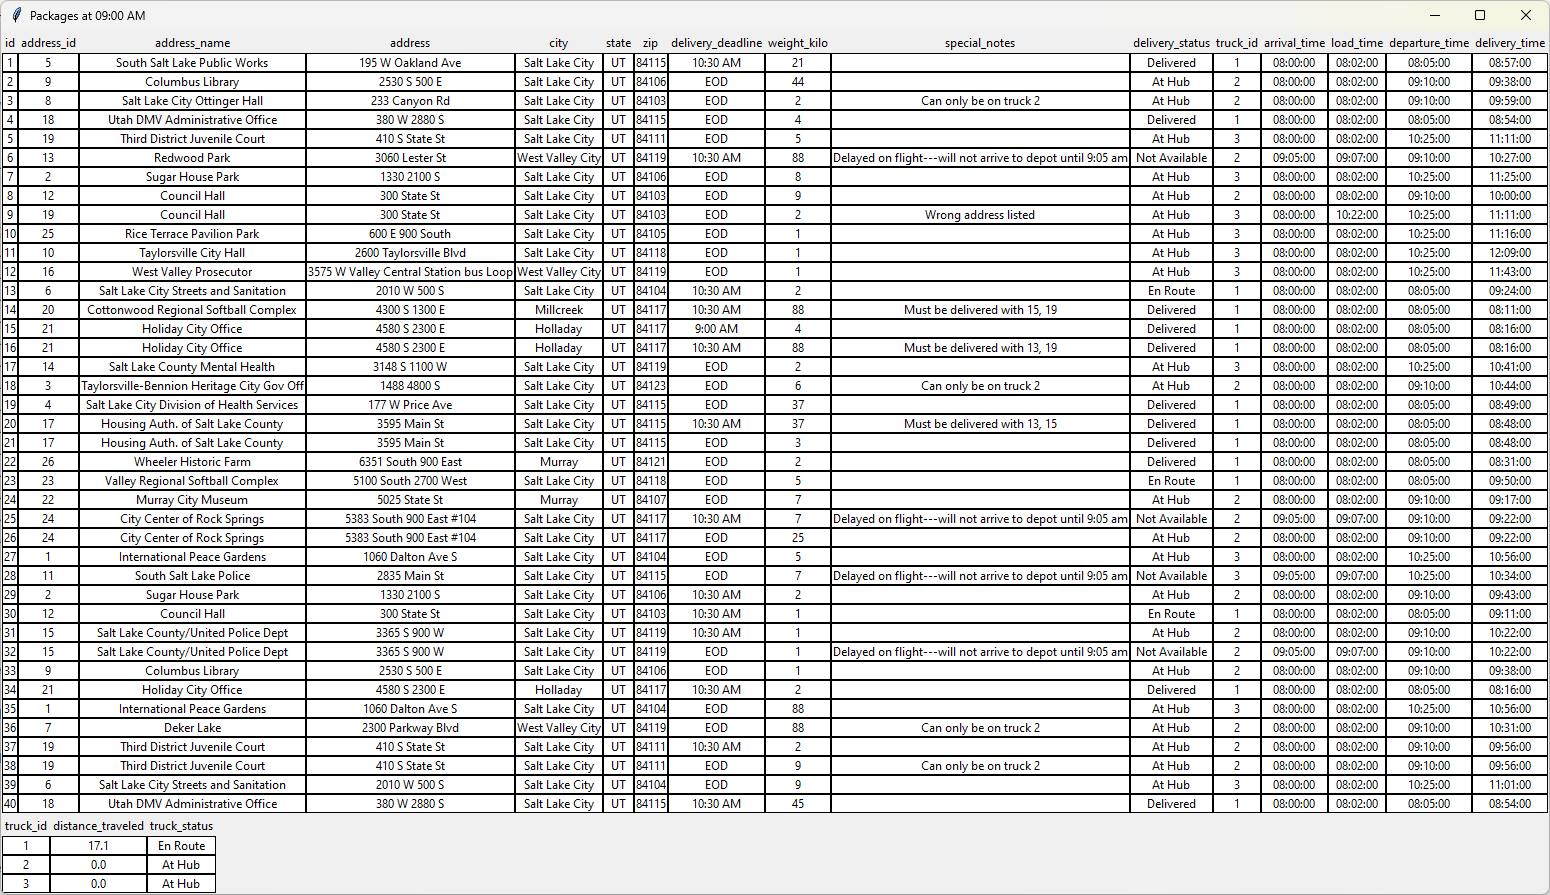 Packages at 09:00 AM
id address_id address_name address city state zip delivery_deadline weight_kilo special_notes delivery_status truck_id arrival_time load_time departure_time delivery_time
1 5 South Salt Lake Public Works 195 W Oakland Ave Salt Lake City UT 84115 10:30 AM 21 Delivered 1 08:00:00 08:02:00 08:05:00 08:57:00
2 9 Columbus Library 2530 S 500 E Salt Lake City UT 84106 EOD 44 At Hub 2 08:00:00 08:02:00 09:10:00 09:38:00
3 8 Salt Lake City Ottinger Hall 233 Canyon Rd Salt Lake City UT 84103 EOD 2 Can only be on truck 2 At Hub 2 08:00:00 08:02:00 09:10:00 09:59:00
4 18 Utah DMV Administrative Office 380 W 2880 S Salt Lake City UT 84115 EOD 4 Delivered 1 08:00:00 08:02:00 08:05:00 08:54:00
5 19 Third District Juvenile Court 410 S State St Salt Lake City UT 84111 EOD 5 At Hub 3 08:00:00 08:02:00 10:25:00 11:11:00
6 13 Redwood Park 3060 Lester St West Valley City UT 84119 10:30 AM 88 Delayed on flight---will not arrive to depot until 9:05 am Not Available 2 09:05:00 09:07:00 09:10:00 10:27:00
7 2 Sugar House Park 1330 2100 S Salt Lake City UT 84106 EOD 8 At Hub 3 08:00:00 08:02:00 10:25:00 11:25:00
8 12 Council Hall 300 State St Salt Lake City UT 84103 EOD 9 At Hub 2 08:00:00 08:02:00 09:10:00 10:00:00
9 19 Council Hall 300 State St Salt Lake City UT 84103 EOD 2 Wrong address listed At Hub 3 08:00:00 10:22:00 10:25:00 11:11:00
10 25 Rice Terrace Pavilion Park 600 E 900 South Salt Lake City UT 84105 EOD 1 At Hub 3 08:00:00 08:02:00 10:25:00 11:16:00
11 10 Taylorsville City Hall 2600 Taylorsville Blvd Salt Lake City UT 84118 EOD 1 At Hub 3 08:00:00 08:02:00 10:25:00 12:09:00
12 16 West Valley Prosecutor 3575 W Valley Central Station bus Loop West Valley City UT 84119 EOD 1 At Hub 3 08:00:00 08:02:00 10:25:00 11:43:00
13 6 Salt Lake City Streets and Sanitation 2010 W 500 S Salt Lake City UT 84104 10:30 AM 2 En Route 1 08:00:00 08:02:00 08:05:00 09:24:00
14 20 Cottonwood Regional Softball Complex 4300 S 1300 E Millcreek UT 84117 10:30 AM 88 Must be delivered with 15, 19 Delivered 1 08:00:00 08:02:00 08:05:00 08:11:00
15 21 Holiday City Office 4580 S 2300 E Holladay UT 84117 9:00 AM 4 Delivered 1 08:00:00 08:02:00 08:05:00 08:16:00
16 21 Holiday City Office 4580 S 2300 E Holladay UT 84117 10:30 AM 88 Must be delivered with 13, 19 Delivered 1 08:00:00 08:02:00 08:05:00 08:16:00
17 14 Salt Lake County Mental Health 3148 S 1100 W Salt Lake City UT 84119 EOD 2 At Hub 3 08:00:00 08:02:00 10:25:00 10:41:00
18 3 Taylorsville-Bennion Heritage City Gov Off 1488 4800 S Salt Lake City UT 84123 EOD 6 Can only be on truck 2 At Hub 2 08:00:00 08:02:00 09:10:00 10:44:00
19 4 Salt Lake City Division of Health Services 177 W Price Ave Salt Lake City UT 84115 EOD 37 Delivered 1 08:00:00 08:02:00 08:05:00 08:49:00
20 17 Housing Auth. of Salt Lake County 3595 Main St Salt Lake City UT 84115 10:30 AM 37 Must be delivered with 13, 15 Delivered 1 08:00:00 08:02:00 08:05:00 08:48:00
21 17 Housing Auth. of Salt Lake County 3595 Main St Salt Lake City UT 84115 EOD 3 Delivered 1 08:00:00 08:02:00 08:05:00 08:48:00
22 26 Wheeler Historic Farm 6351 South 900 East Murray UT 84121 EOD 2 Delivered 1 08:00:00 08:02:00 08:05:00 08:31:00
23 23 Valley Regional Softball Complex 5100 South 2700 West Salt Lake City UT 84118 EOD 5 En Route 1 08:00:00 08:02:00 08:05:00 09:50:00
24 22 Murray City Museum 5025 State St Murray UT 84107 EOD 7 At Hub 2 08:00:00 08:02:00 09:10:00 09:17:00
25 24 City Center of Rock Springs 5383 South 900 East #104 Salt Lake City UT 84117 10:30 AM 7 Delayed on flight---will not arrive to depot until 9:05 am Not Available 2 09:05:00 09:07:00 09:10:00 09:22:00
26 24 City Center of Rock Springs 5383 South 900 East #104 Salt Lake City UT 84117 EOD 25 At Hub 2 08:00:00 08:02:00 09:10:00 09:22:00
27 1 International Peace Gardens 1060 Dalton Ave S Salt Lake City UT 84104 EOD 5 At Hub 3 08:00:00 08:02:00 10:25:00 10:56:00
28 11 South Salt Lake Police 2835 Main St Salt Lake City UT 84115 EOD 7 Delayed on flight---will not arrive to depot until 9:05 am Not Available 3 09:05:00 09:07:00 10:25:00 10:34:00
29 2 Sugar House Park 1330 2100 S Salt Lake City UT 84106 10:30 AM 2 At Hub 2 08:00:00 08:02:00 09:10:00 09:43:00
30 12 Council Hall 300 State St Salt Lake City UT 84103 10:30 AM 1 En Route 1 08:00:00 08:02:00 08:05:00 09:11:00
31 15 Salt Lake County/United Police Dept 3365 S 900 W Salt Lake City UT 84119 10:30 AM 1 At Hub 2 08:00:00 08:02:00 09:10:00 10:22:00
32 15 Salt Lake County/United Police Dept 3365 S 900 W Salt Lake City UT 84119 EOD 1 Delayed on flight---will not arrive to depot until 9:05 am Not Available 2 09:05:00 09:07:00 09:10:00 10:22:00
33 9 Columbus Library 2530 S 500 E Salt Lake City UT 84106 EOD 1 At Hub 2 08:00:00 08:02:00 09:10:00 09:38:00
34 21 Holiday City Office 4580 S 2300 E Holladay UT 84117 10:30 AM 2 Delivered 1 08:00:00 08:02:00 08:05:00 08:16:00
35 1 International Peace Gardens 1060 Dalton Ave S Salt Lake City UT 84104 EOD 88 At Hub 3 08:00:00 08:02:00 10:25:00 10:56:00
36 7 Deker Lake 2300 Parkway Blvd West Valley City UT 84119 EOD 88 Can only be on truck 2 At Hub 2 08:00:00 08:02:00 09:10:00 10:31:00
37 19 Third District Juvenile Court 410 S State St Salt Lake City UT 84111 10:30 AM 2 At Hub 2 08:00:00 08:02:00 09:10:00 09:56:00
38 19 Third District Juvenile Court 410 S State St Salt Lake City UT 84111 EOD 9 Can only be on truck 2 At Hub 2 08:00:00 08:02:00 09:10:00 09:56:00
39 6 Salt Lake City Streets and Sanitation 2010 W 500 S Salt Lake City UT 84104 EOD 9 At Hub 3 08:00:00 08:02:00 10:25:00 11:01:00
40 18 Utah DMV Administrative Office 380 W 2880 S Salt Lake City UT 84115 10:30 AM 45 Delivered 1 08:00:00 08:02:00 08:05:00 08:54:00
truck_id distance_traveled truck_status
1 17.1 En Route
2 0.0 At Hub
3 0.0 At Hub